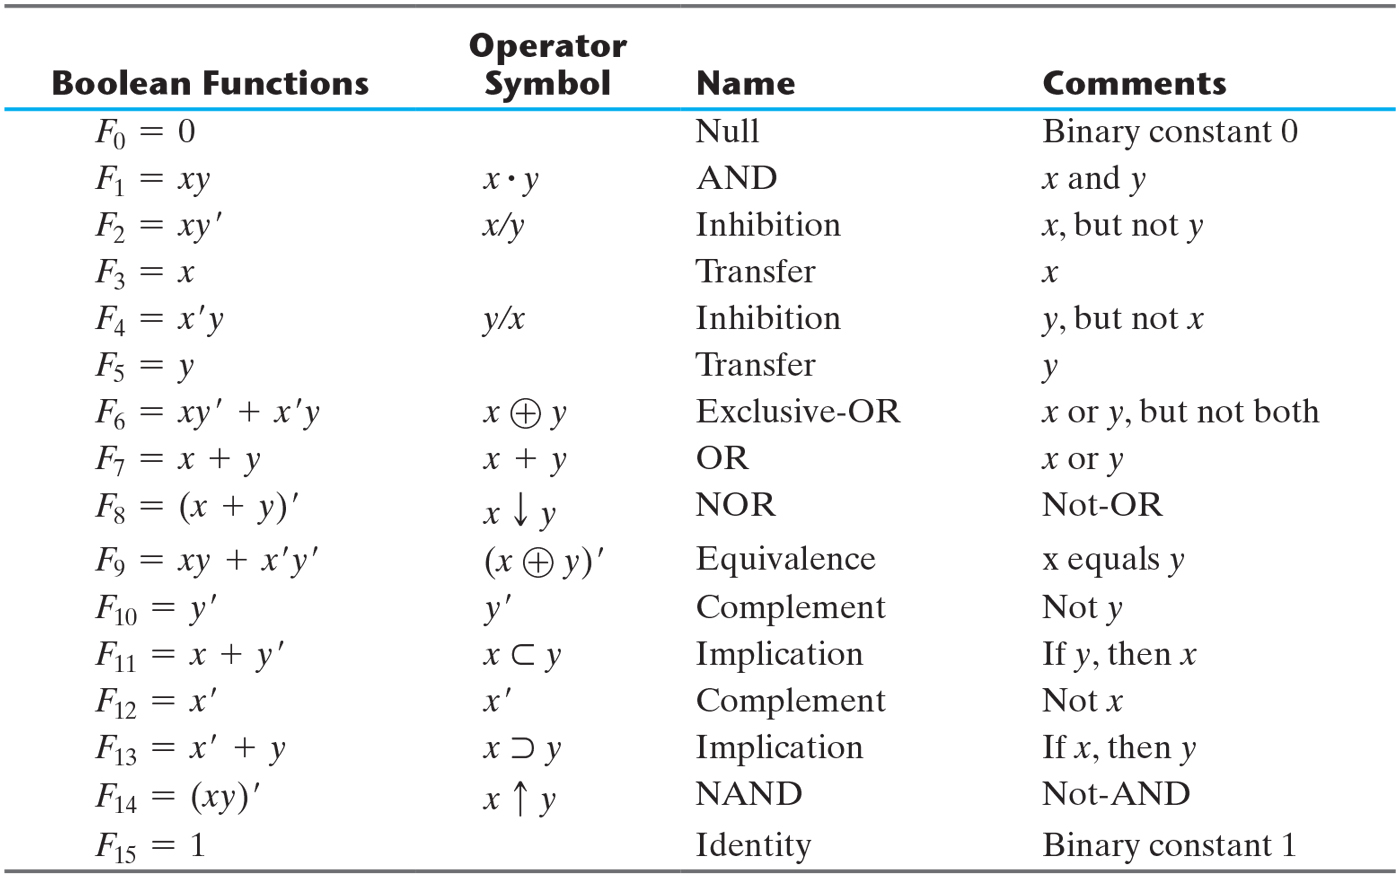 Boolean Functions Operator Symbol Name Comments
F₀ = 0 Null Binary constant 0
F₁ = xy x · y AND x and y
F₂ = xy′ x/y Inhibition x, but not y
F₃ = x Transfer x
F₄ = x′y y/x Inhibition y, but not x
F₅ = y Transfer y
F₆ = xy′ + x′y x ⊕ y Exclusive-OR x or y, but not both
F₇ = x + y x + y OR x or y
F₈ = (x + y)′ x ↓ y NOR Not-OR
F₉ = xy + x′y′ (x ⊕ y)′ Equivalence x equals y
F₁₀ = y′ y′ Complement Not y
F₁₁ = x + y′ x ⊂ y Implication If y, then x
F₁₂ = x′ x′ Complement Not x
F₁₃ = x′ + y x ⊃ y Implication If x, then y
F₁₄ = (xy)′ x ↑ y NAND Not-AND
F₁₅ = 1 Identity Binary constant 1